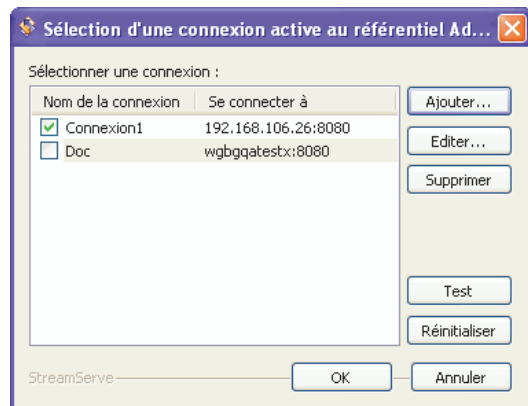 Sélection d'une connexion active au référentiel Ad...
Sélectionner une connexion :
Nom de la connexion Se connecter à
Connexion1 192.168.106.26:8080
Doc wgbgqatestx:8080
Ajouter...
Editer...
Supprimer
Test
Réinitialiser
StreamServe
OK
Annuler